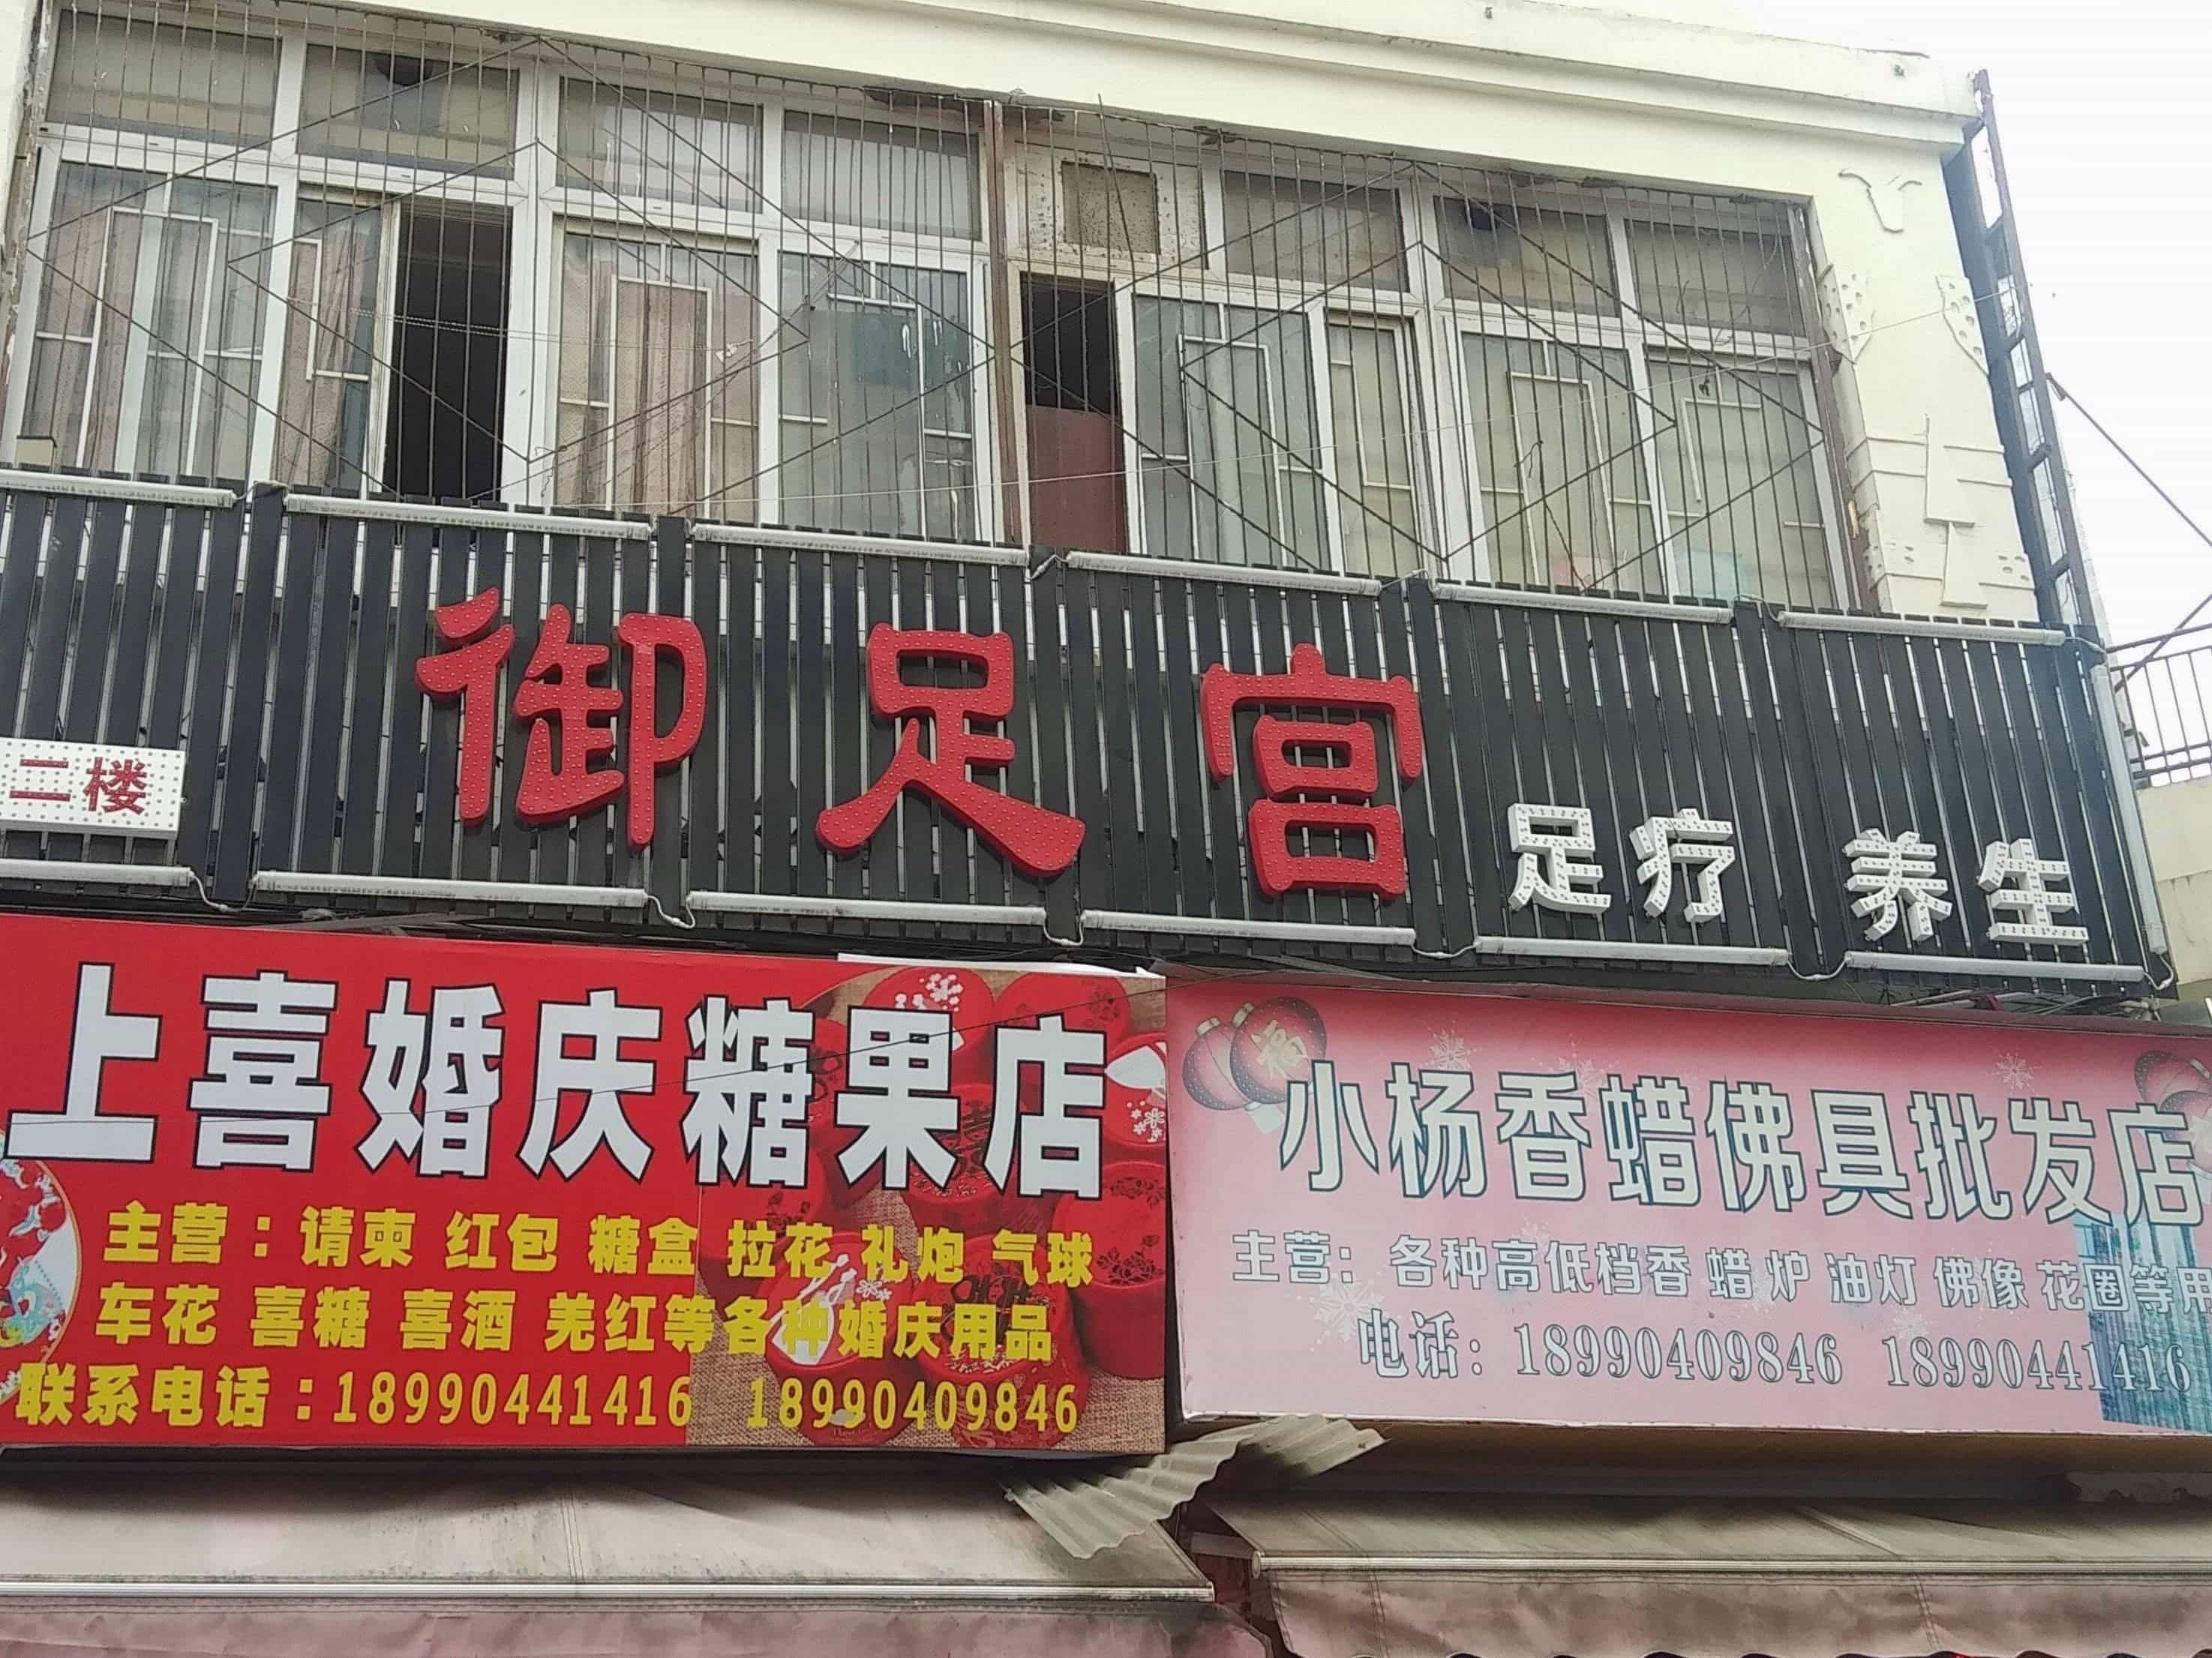 御足宫
足疗 养生
二楼
上喜婚庆糖果店
主营：请柬 红包 糖盒 拉花 礼炮 气球
车花 喜糖 喜酒 羌红等各种婚庆用品
联系电话：18990441416 18990409846
福
小杨香蜡佛具批发店
主营：各种高低档香 蜡 炉 油灯 佛像 花圈等用
电话：18990409846 18990441416